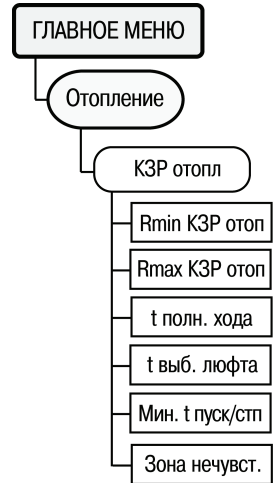 ГЛАВНОЕ МЕНЮ
Отопление
КЗР отопл
Rmin КЗР отоп
Rmax КЗР отоп
t полн. хода
t выб. люфта
Мин. t пуск/стп
Зона нечувст.